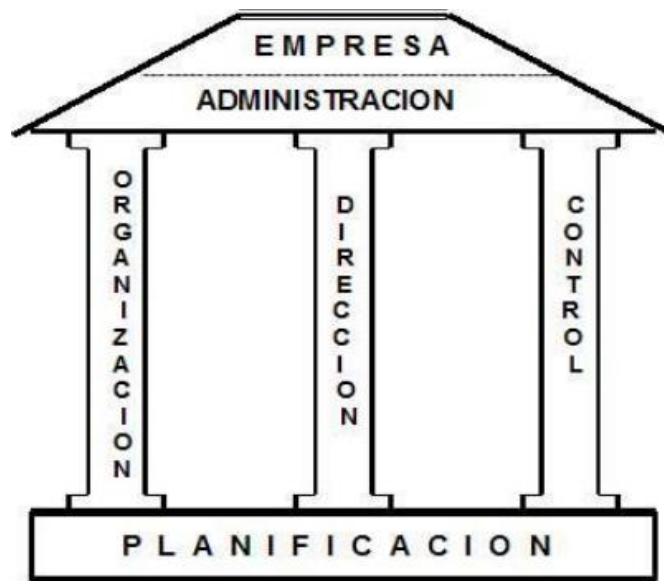 EMPRESA
ADMINISTRACION
ORGANIZACION
DIRECCION
CONTROL
PLANIFICACION